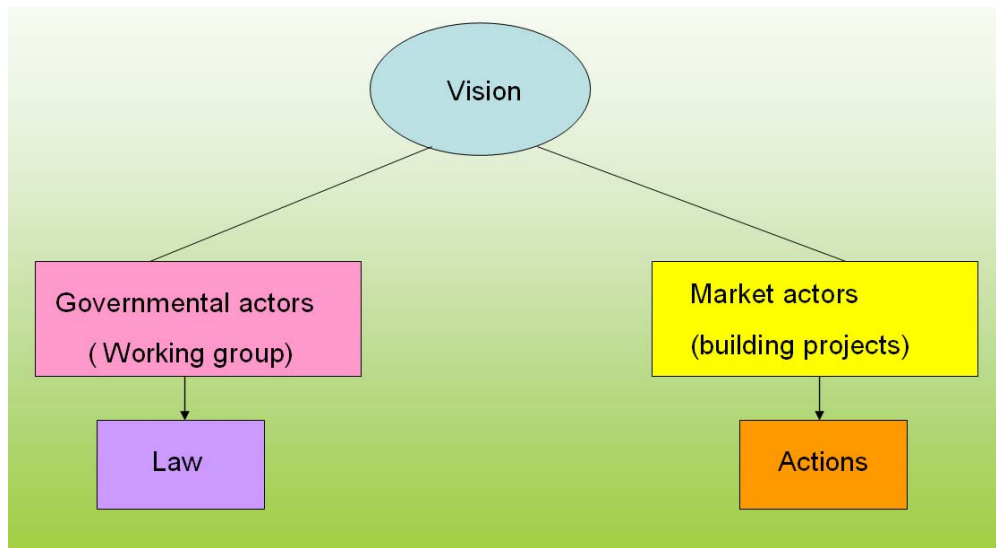 Vision
Governmental actors
( Working group)
Market actors
(building projects)
Law
Actions